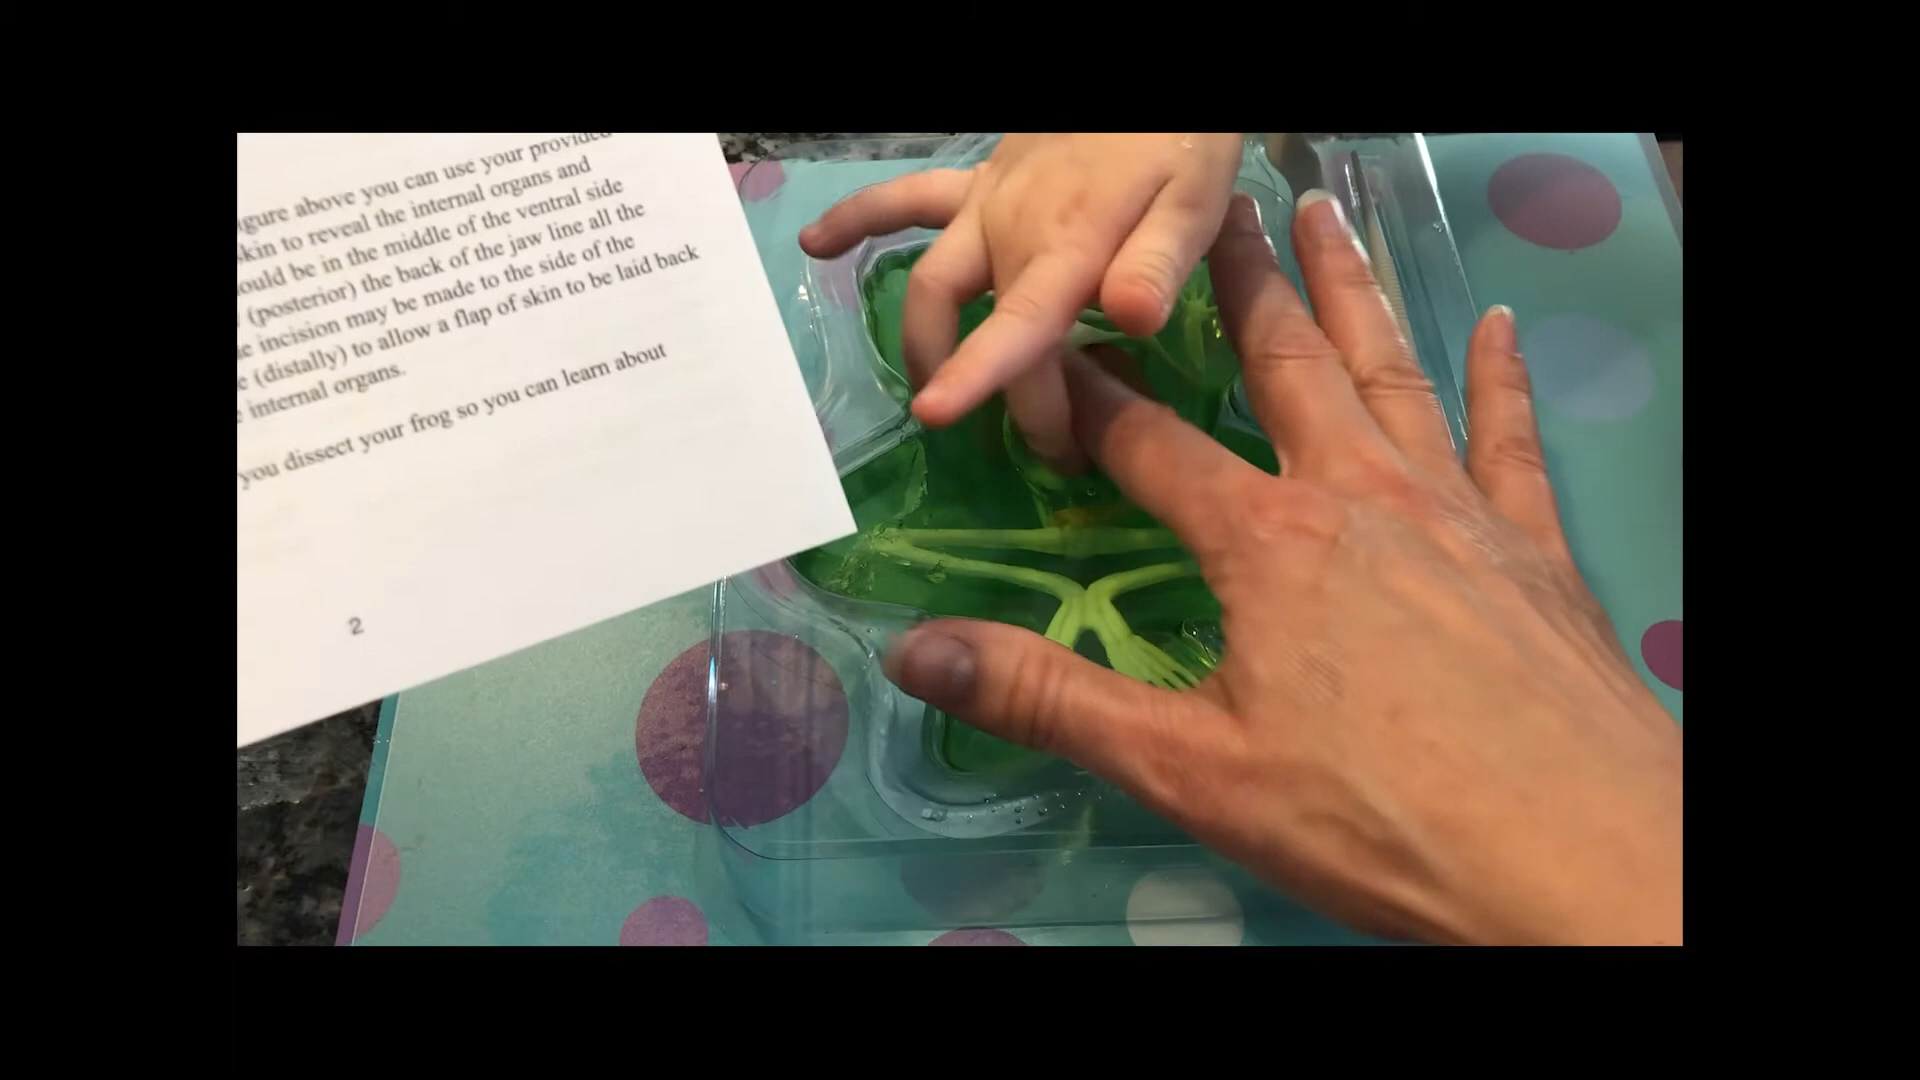 igure above you can use your provided
skin to reveal the internal organs and
ould be in the middle of the ventral side
(posterior) the back of the jaw line all the
incision may be made to the side of the
(distally) to allow a flap of skin to be laid back
internal organs.
you dissect your frog so you can learn about
2